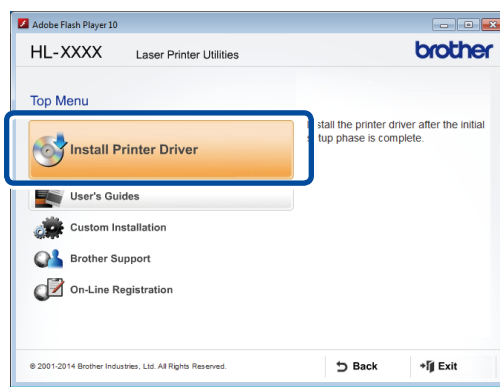 Adobe Flash Player 10
HL-XXXX Laser Printer Utilities brother
Top Menu
stall the printer driver after the initial
tup phase is complete.
Install Printer Driver
User's Guides
Custom Installation
Brother Support
On-Line Registration
© 2001-2014 Brother Industries, Ltd. All Rights Reserved. Back Exit